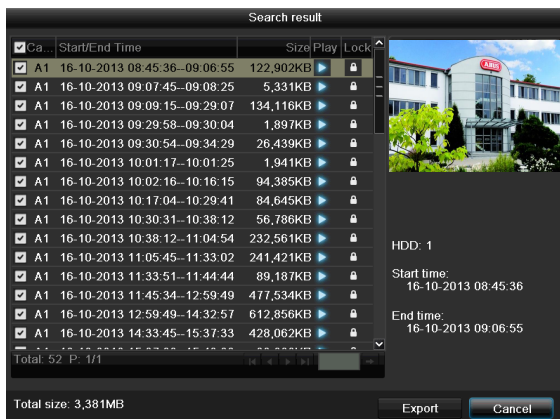 Search result
Ca... Start/End Time Size Play Lock
A1 16-10-2013 08:45:36--09:06:55 122,902KB
A1 16-10-2013 09:07:45--09:08:25 5,331KB
A1 16-10-2013 09:09:15--09:29:07 134,116KB
A1 16-10-2013 09:29:58--09:30:04 1,897KB
A1 16-10-2013 09:30:54--09:34:29 26,439KB
A1 16-10-2013 10:01:17--10:01:25 1,941KB
A1 16-10-2013 10:02:16--10:16:15 94,385KB
A1 16-10-2013 10:17:04--10:29:41 84,645KB
A1 16-10-2013 10:30:31--10:38:12 56,786KB
A1 16-10-2013 10:38:12--11:04:54 232,561KB
A1 16-10-2013 11:05:45--11:33:02 241,421KB
A1 16-10-2013 11:33:51--11:44:44 89,187KB
A1 16-10-2013 11:45:34--12:59:49 477,534KB
A1 16-10-2013 12:59:49--14:32:57 612,856KB
A1 16-10-2013 14:33:45--15:37:33 428,062KB
Total: 52 P: 1/1
ABUS
HDD: 1
Start time:
16-10-2013 08:45:36
End time:
16-10-2013 09:06:55
Total size: 3,381MB
Export
Cancel